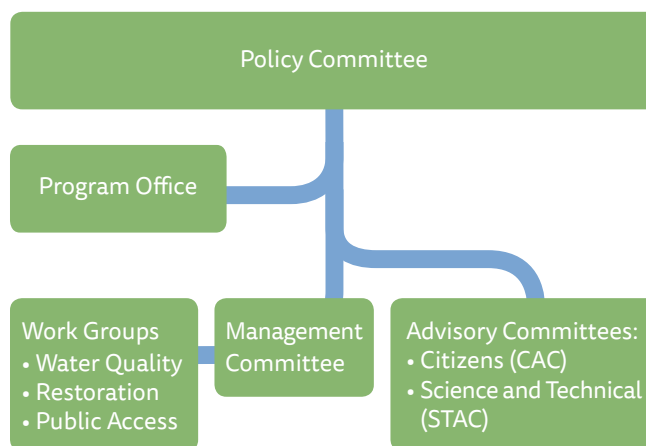 Policy Committee
Program Office
Work Groups
• Water Quality
• Restoration
• Public Access
Management
Committee
Advisory Committees:
• Citizens (CAC)
• Science and Technical
(STAC)